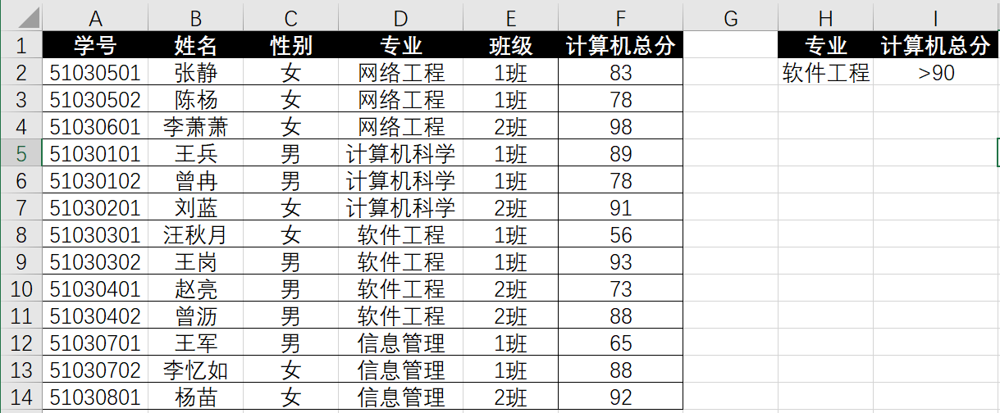 A B C D E F G H I
1 学号 姓名 性别 专业 班级 计算机总分 专业 计算机总分
2 51030501 张静 女 网络工程 1班 83 软件工程 >90
3 51030502 陈杨 女 网络工程 1班 78
4 51030601 李萧萧 女 网络工程 2班 98
5 51030101 王兵 男 计算机科学 1班 89
6 51030102 曾冉 男 计算机科学 1班 78
7 51030201 刘蓝 女 计算机科学 2班 91
8 51030301 汪秋月 女 软件工程 1班 56
9 51030302 王岗 男 软件工程 1班 93
10 51030401 赵亮 男 软件工程 2班 73
11 51030402 曾沥 男 软件工程 2班 88
12 51030701 王军 男 信息管理 1班 65
13 51030702 李忆如 女 信息管理 1班 88
14 51030801 杨苗 女 信息管理 2班 92